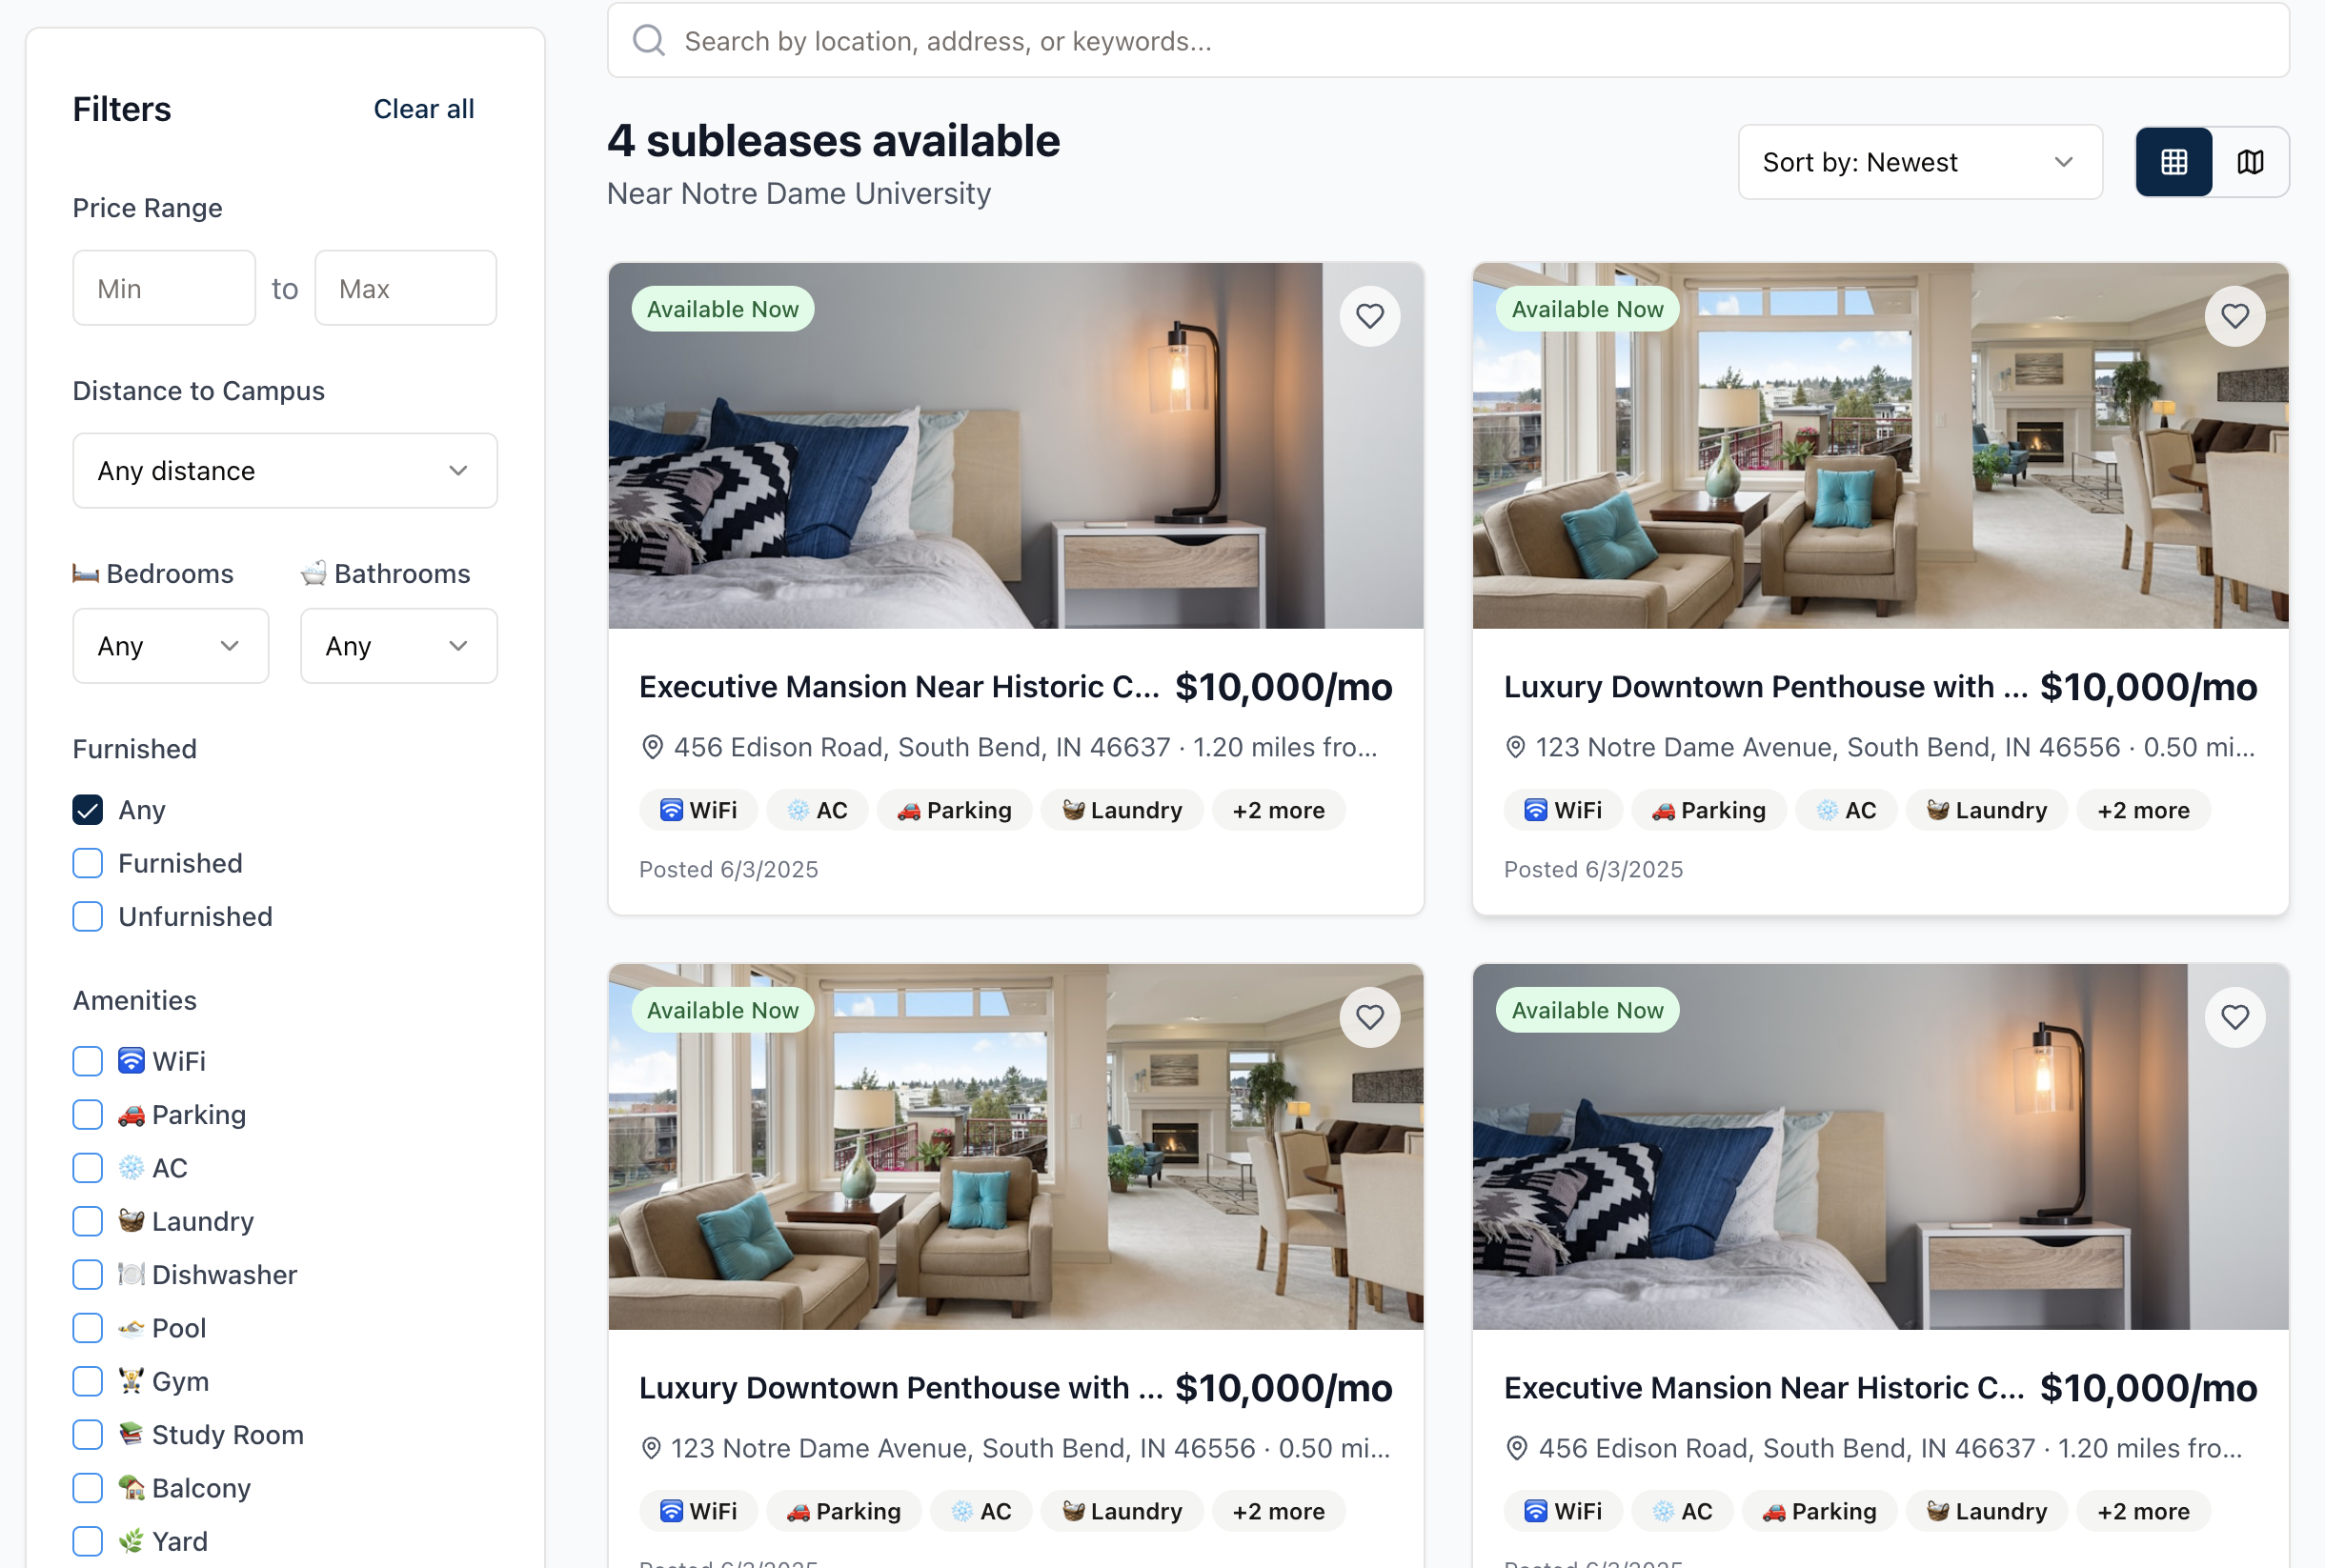 Search by location, address, or keywords...
Filters
Clear all
Price Range
Min to Max
Distance to Campus
Any distance
Bedrooms
Bathrooms
Any
Any
Furnished
Any
Furnished
Unfurnished
Amenities
WiFi
Parking
AC
Laundry
Dishwasher
Pool
Gym
Study Room
Balcony
Yard
4 subleases available
Near Notre Dame University
Sort by: Newest
Available Now
Executive Mansion Near Historic C... $10,000/mo
456 Edison Road, South Bend, IN 46637 · 1.20 miles fro...
WiFi AC Parking Laundry +2 more
Posted 6/3/2025
Available Now
Luxury Downtown Penthouse with ... $10,000/mo
123 Notre Dame Avenue, South Bend, IN 46556 · 0.50 mi...
WiFi Parking AC Laundry +2 more
Posted 6/3/2025
Available Now
Luxury Downtown Penthouse with ... $10,000/mo
123 Notre Dame Avenue, South Bend, IN 46556 · 0.50 mi...
WiFi Parking AC Laundry +2 more
Posted 6/3/2025
Available Now
Executive Mansion Near Historic C... $10,000/mo
456 Edison Road, South Bend, IN 46637 · 1.20 miles fro...
WiFi AC Parking Laundry +2 more
Posted 6/3/2025